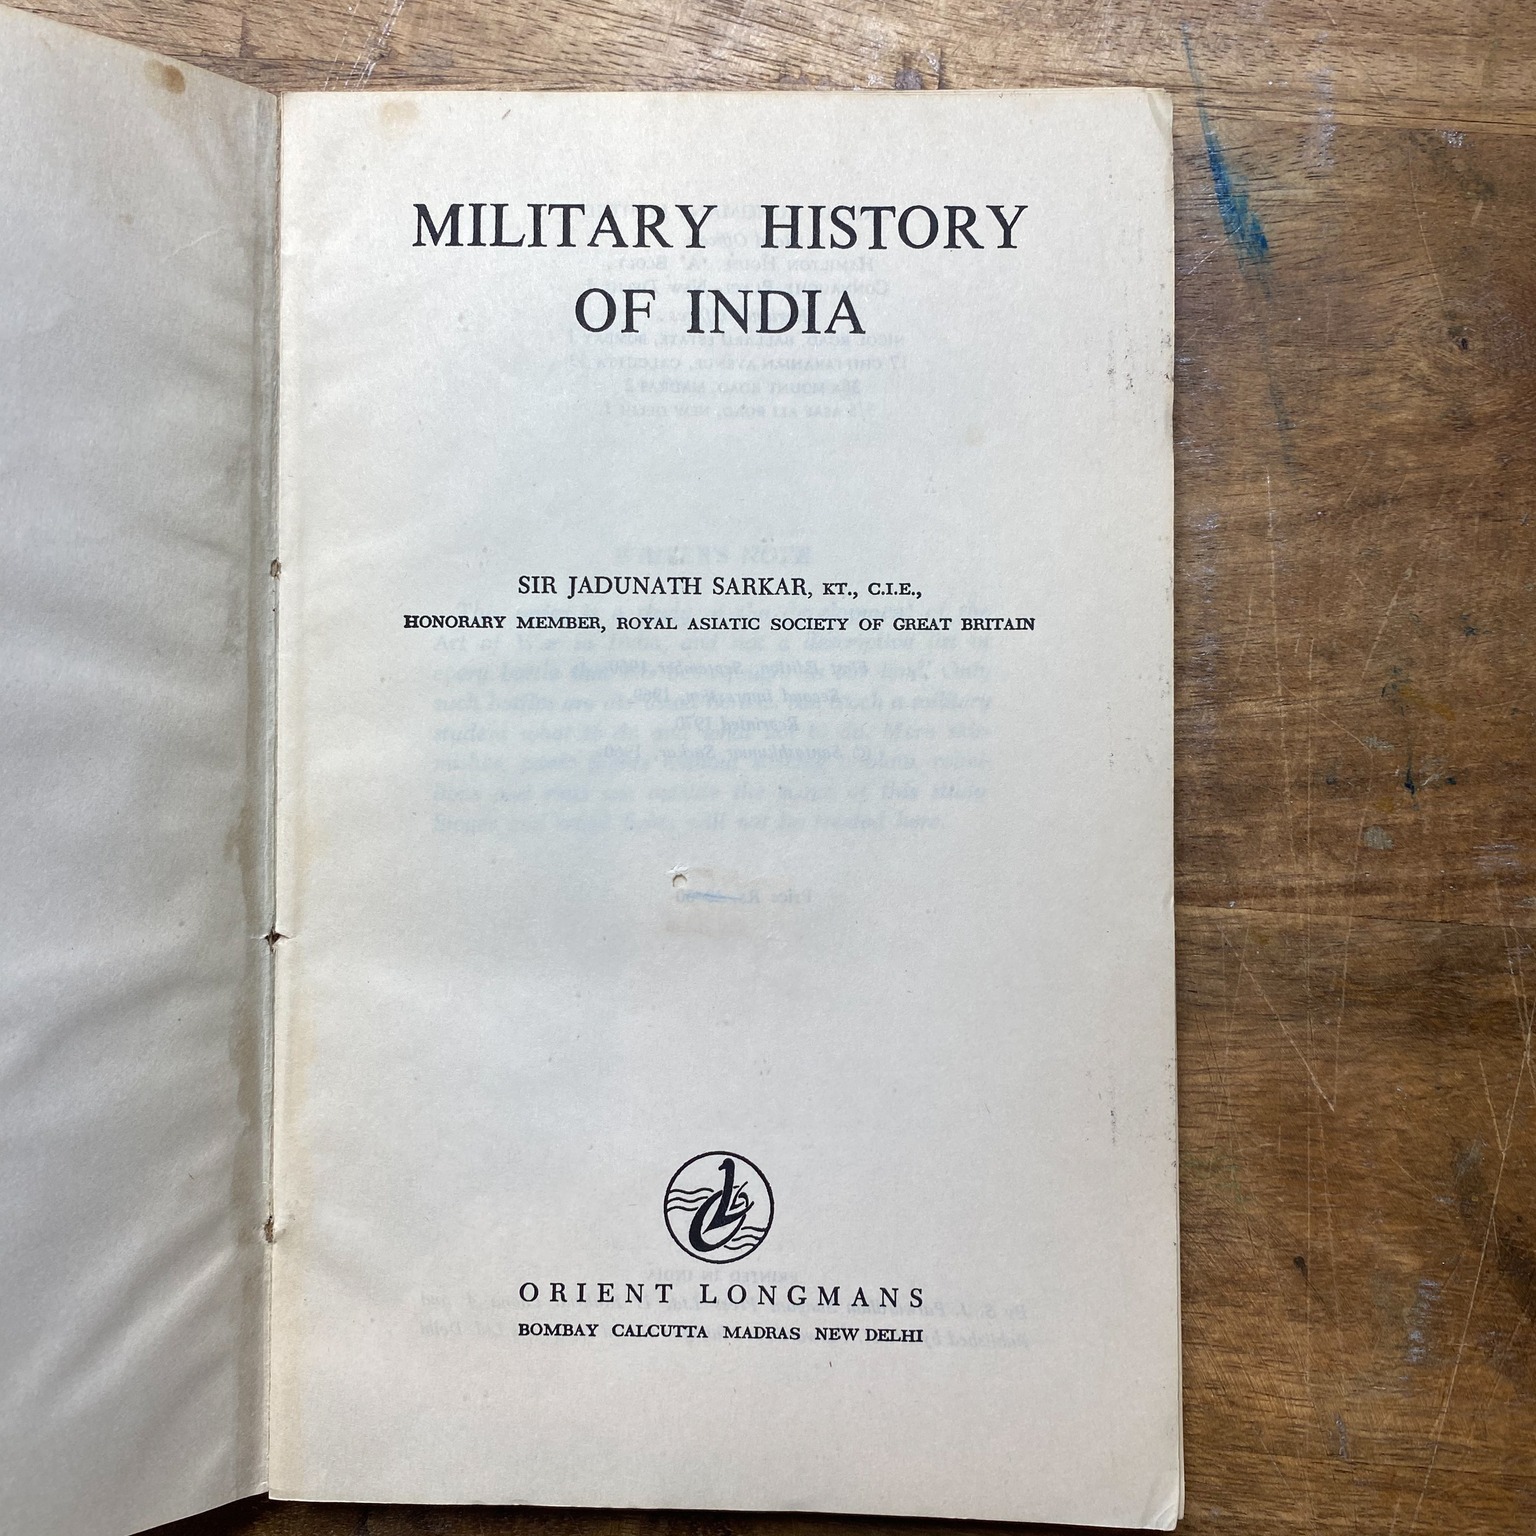 MILITARY HISTORY
OF INDIA
SIR JADUNATH SARKAR, KT., C.I.E.,
HONORARY MEMBER, ROYAL ASIATIC SOCIETY OF GREAT BRITAIN
ORIENT LONGMANS
BOMBAY CALCUTTA MADRAS NEW DELHI